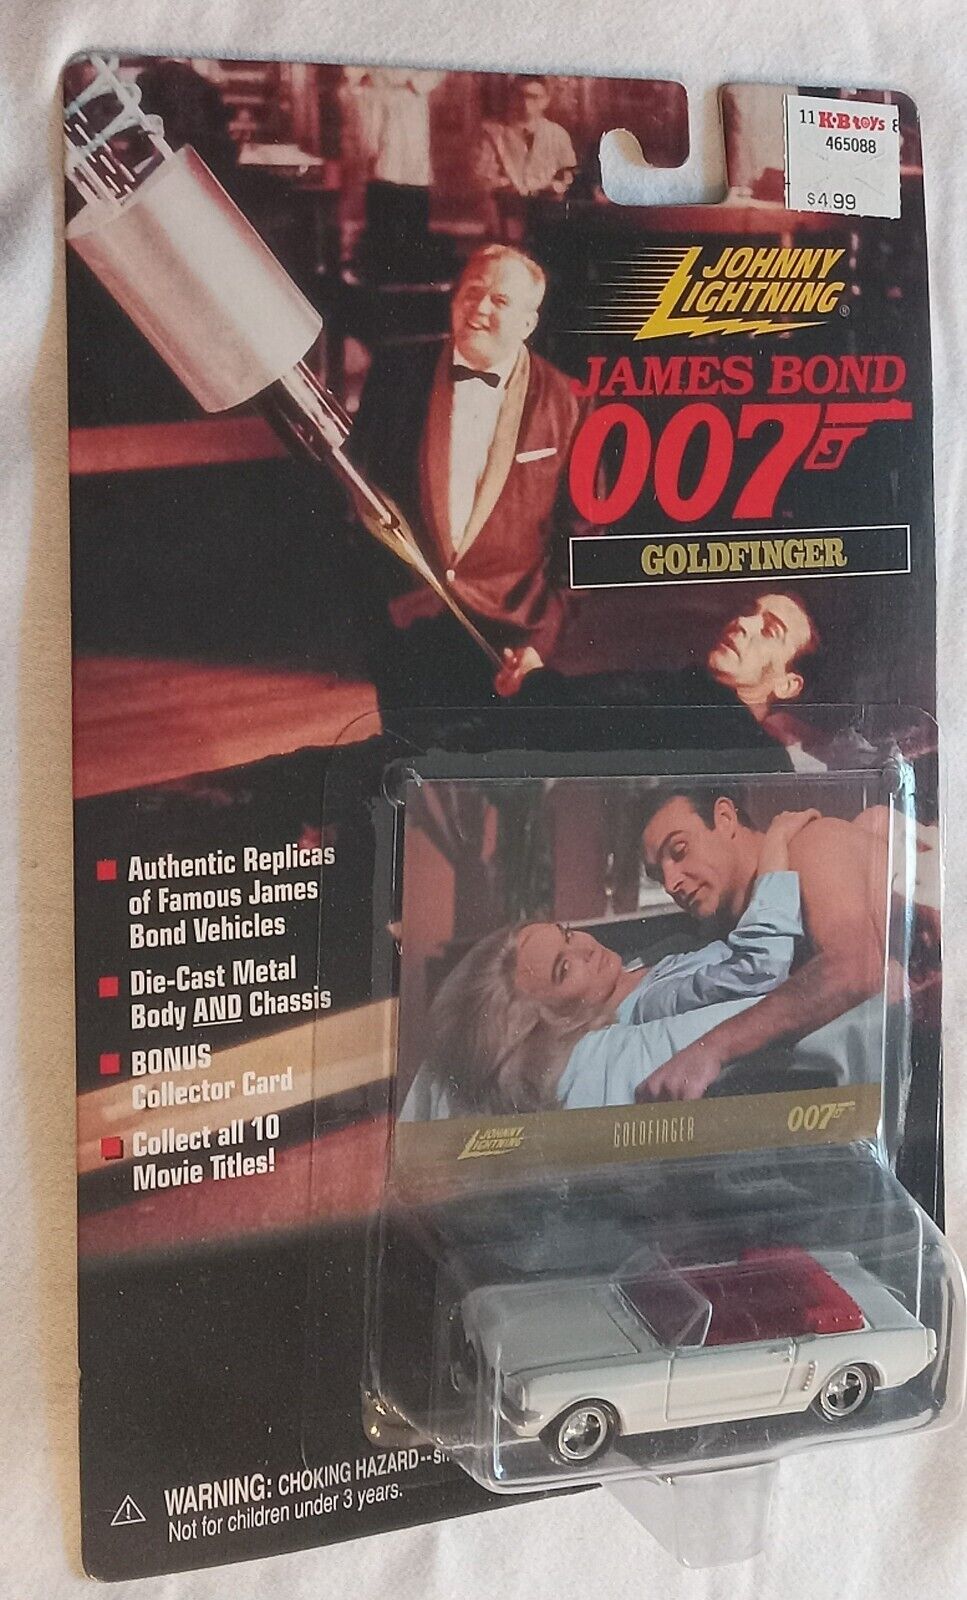 11 K·B toys 8
465088
$4.99
JOHNNY
LIGHTNING®
JAMES BOND
007
GOLDFINGER
Authentic Replicas
of Famous James
Bond Vehicles
Die-Cast Metal
Body AND Chassis
BONUS
Collector Card
Collect all 10
Movie Titles!
JOHNNY
LIGHTNING
GOLDFINGER
007
WARNING: CHOKING HAZARD--
Not for children under 3 years.